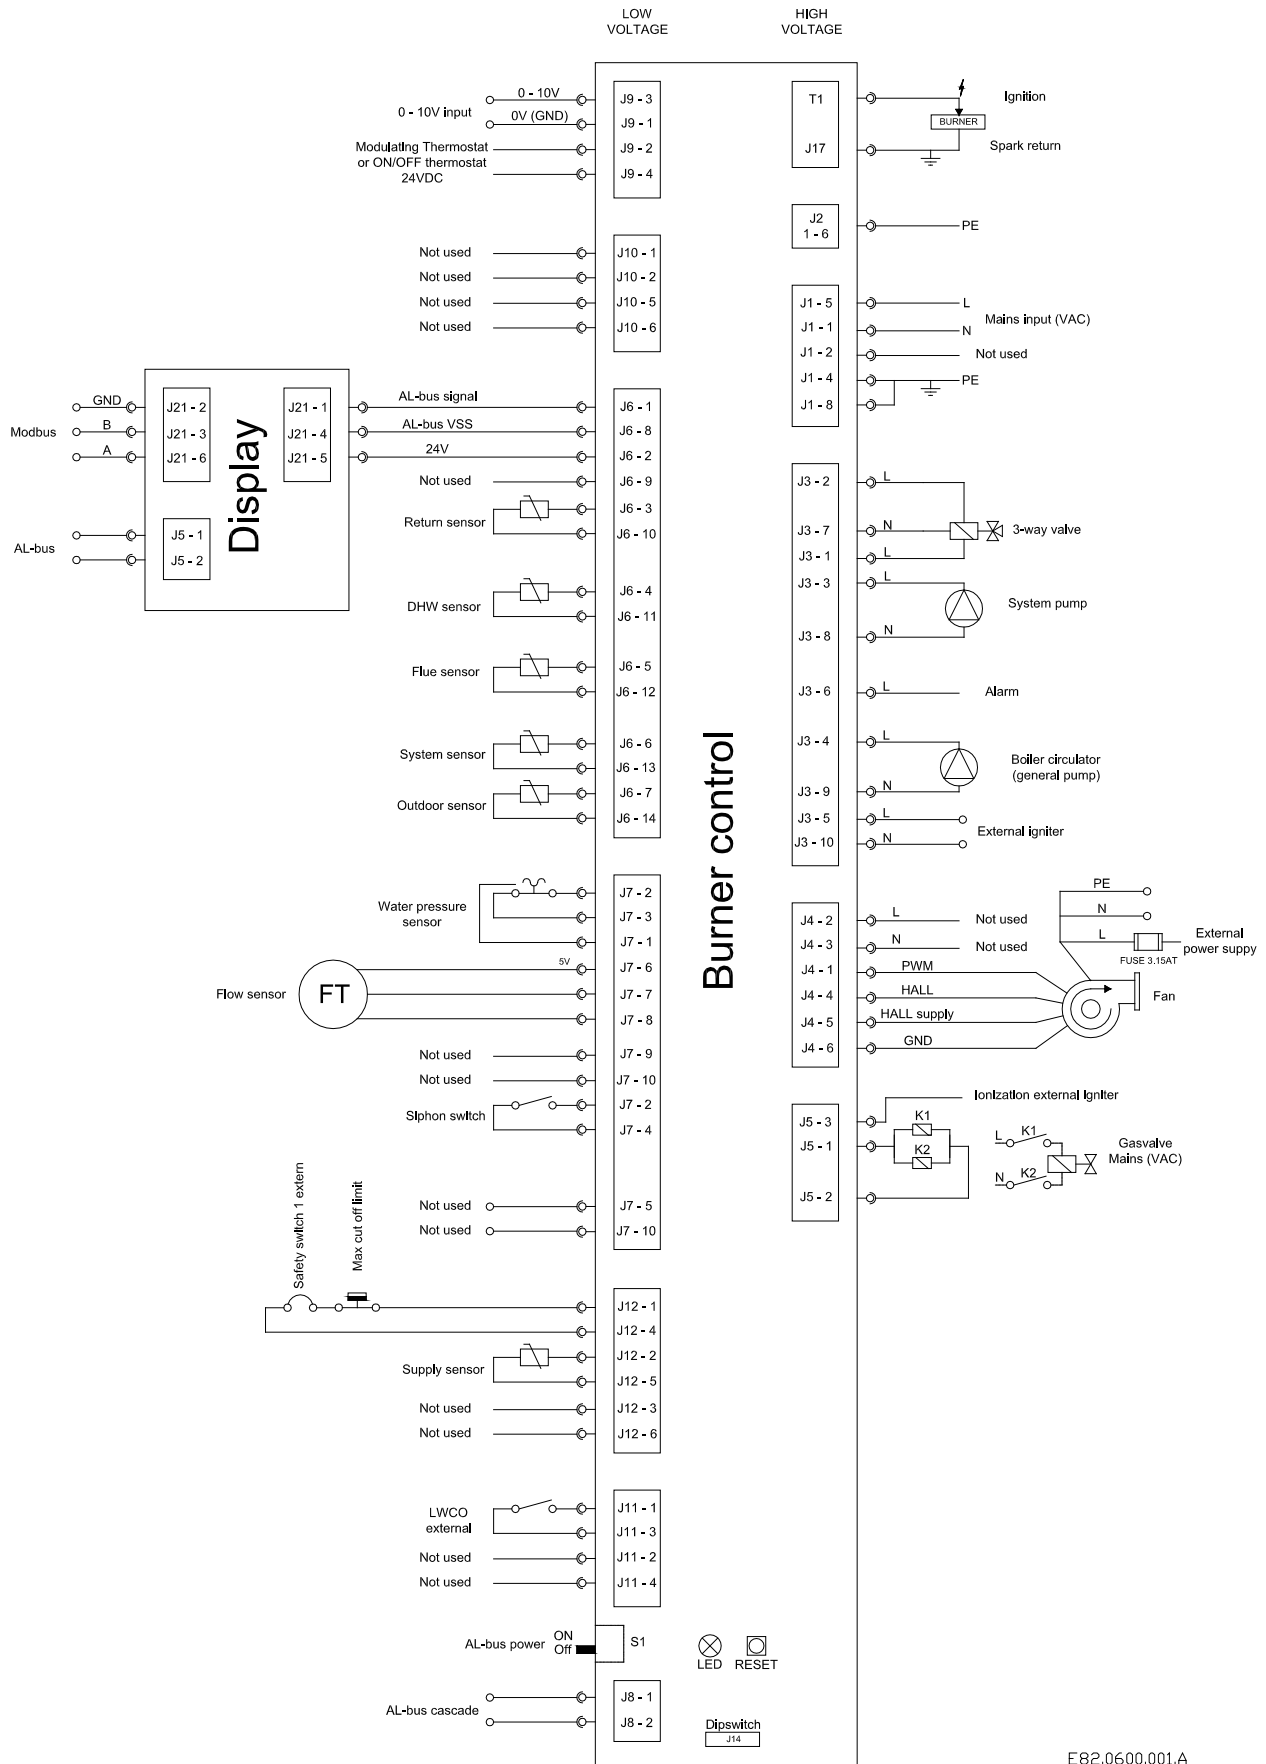 LOW
VOLTAGE
HIGH
VOLTAGE
0 - 10V input
0 - 10V
J9 - 3
0V (GND)
J9 - 1
Modulating Thermostat
or ON/OFF thermostat
24VDC
J9 - 2
J9 - 4
Not used
J10 - 1
Not used
J10 - 2
Not used
J10 - 5
Not used
J10 - 6
Modbus
GND
J21 - 2
B
J21 - 3
A
J21 - 6
AL-bus
J5 - 1
J5 - 2
Display
J21 - 1
J21 - 4
J21 - 5
AL-bus signal
J6 - 1
AL-bus VSS
J6 - 8
24V
J6 - 2
Not used
J6 - 9
Return sensor
J6 - 3
J6 - 10
DHW sensor
J6 - 4
J6 - 11
Flue sensor
J6 - 5
J6 - 12
System sensor
J6 - 6
J6 - 13
Outdoor sensor
J6 - 7
J6 - 14
Water pressure
sensor
J7 - 2
J7 - 3
J7 - 1
Flow sensor
FT
5V
J7 - 6
J7 - 7
J7 - 8
Not used
J7 - 9
Not used
J7 - 10
Siphon switch
J7 - 2
J7 - 4
Not used
J7 - 5
Not used
J7 - 10
Safety switch 1 extern
Max cut off limit
J12 - 1
J12 - 4
Supply sensor
J12 - 2
J12 - 5
Not used
J12 - 3
Not used
J12 - 6
LWCO
external
J11 - 1
J11 - 3
Not used
J11 - 2
Not used
J11 - 4
AL-bus power
ON
Off
S1
AL-bus cascade
J8 - 1
J8 - 2
Burner control
LED
RESET
Dipswitch
J14
T1
Ignition
BURNER
J17
Spark return
J2
1 - 6
PE
J1 - 5
L
Mains input (VAC)
J1 - 1
N
J1 - 2
Not used
J1 - 4
PE
J1 - 8
J3 - 2
L
J3 - 7
N
3-way valve
J3 - 1
L
J3 - 3
L
System pump
J3 - 8
N
J3 - 6
L
Alarm
J3 - 4
L
Boiler circulator
(general pump)
J3 - 9
N
J3 - 5
L
External igniter
J3 - 10
N
J4 - 2
L
Not used
J4 - 3
N
Not used
J4 - 1
PWM
J4 - 4
HALL
J4 - 5
HALL supply
J4 - 6
GND
PE
N
L
FUSE 3.15AT
External
power suppy
Fan
J5 - 3
Ionization external igniter
J5 - 1
K1
K2
J5 - 2
L
K1
N
K2
Gasvalve
Mains (VAC)
E82.0600.001.A